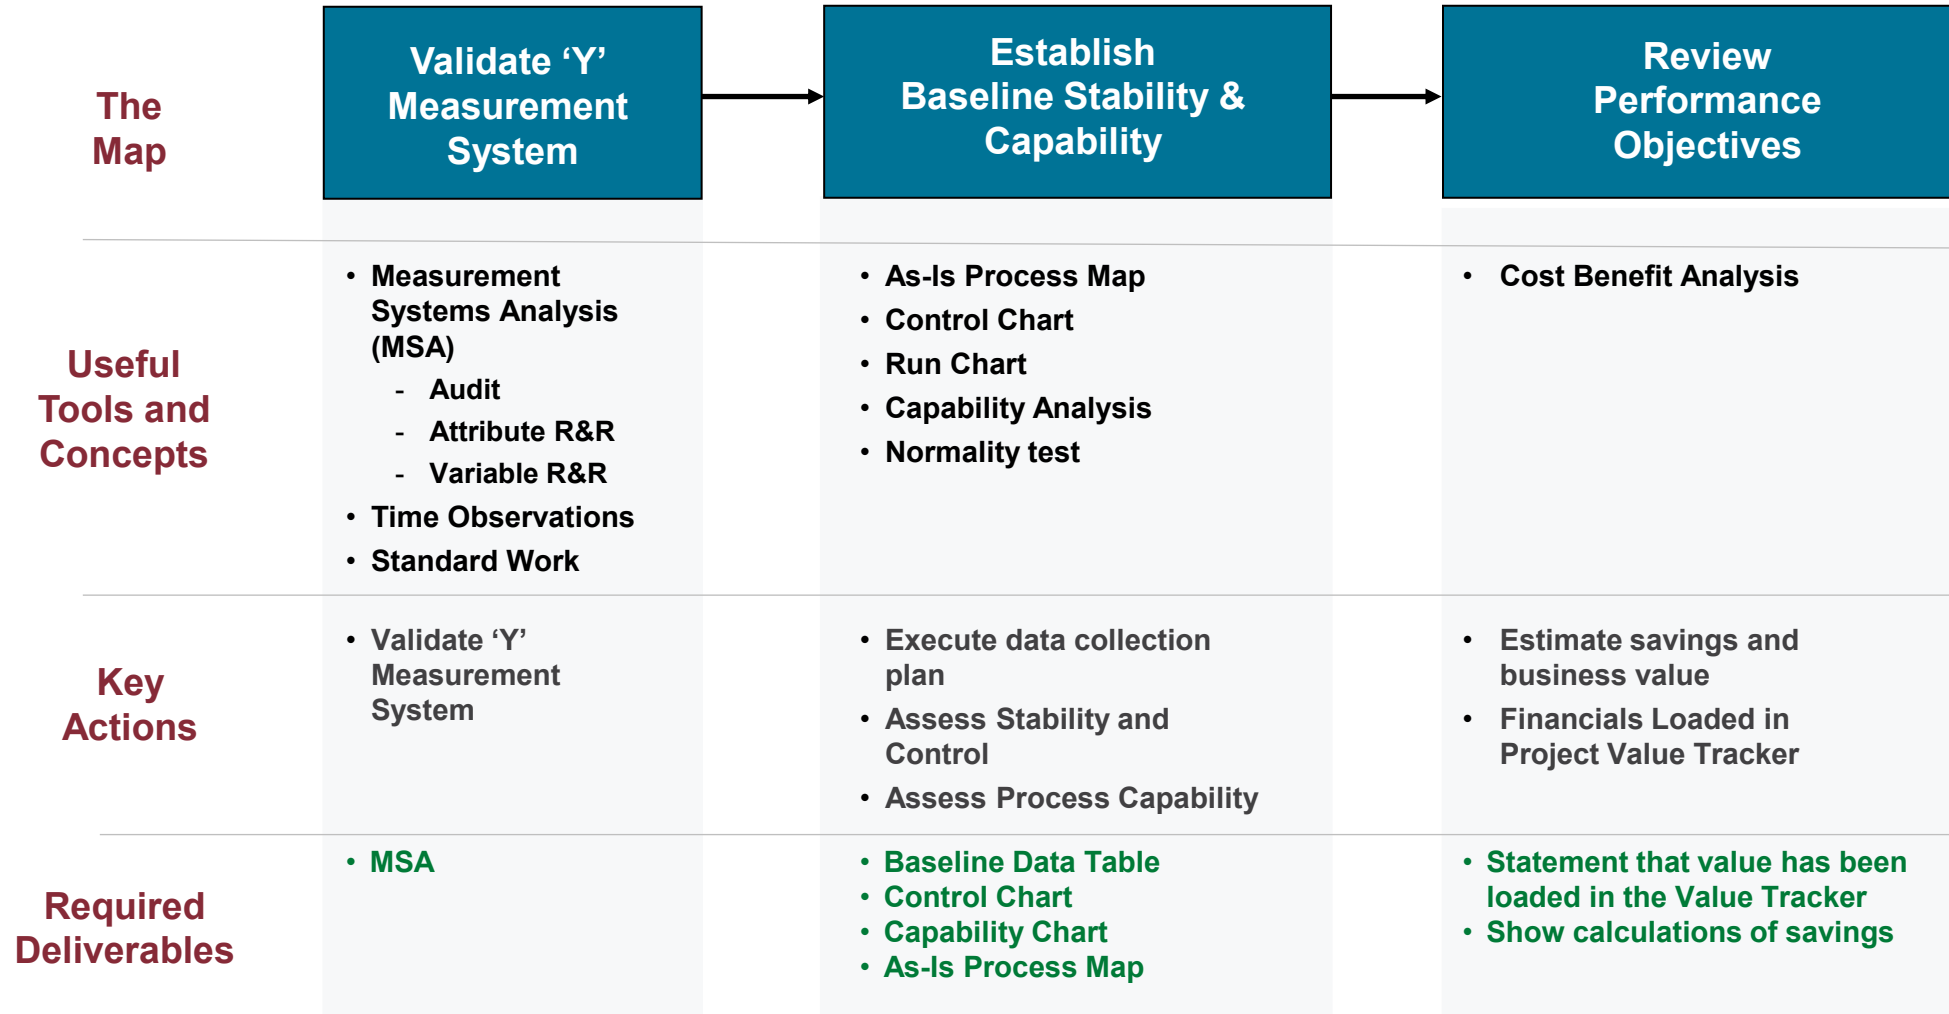 The
Map
Validate ‘Y’
Measurement
System
Establish
Baseline Stability &
Capability
Review
Performance
Objectives
Useful
Tools and
Concepts
• Measurement
Systems Analysis
(MSA)
- Audit
- Attribute R&R
- Variable R&R
• Time Observations
• Standard Work
• As-Is Process Map
• Control Chart
• Run Chart
• Capability Analysis
• Normality test
• Cost Benefit Analysis
Key
Actions
• Validate ‘Y’
Measurement
System
• Execute data collection
plan
• Assess Stability and
Control
• Assess Process Capability
• Estimate savings and
business value
• Financials Loaded in
Project Value Tracker
Required
Deliverables
• MSA
• Baseline Data Table
• Control Chart
• Capability Chart
• As-Is Process Map
• Statement that value has been
loaded in the Value Tracker
• Show calculations of savings